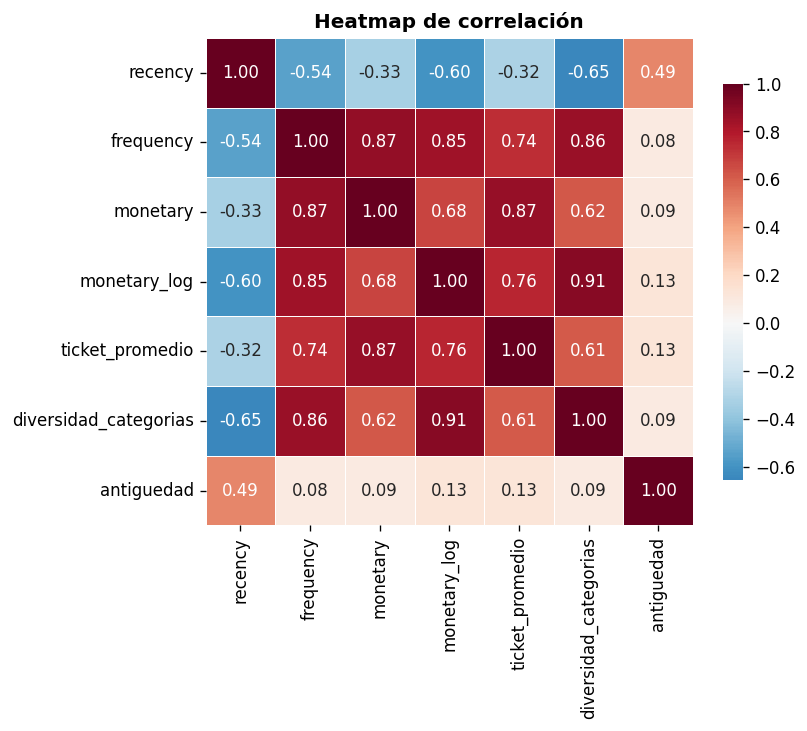 Heatmap de correlación
recency 1.00 -0.54 -0.33 -0.60 -0.32 -0.65 0.49
frequency -0.54 1.00 0.87 0.85 0.74 0.86 0.08
monetary -0.33 0.87 1.00 0.68 0.87 0.62 0.09
monetary_log -0.60 0.85 0.68 1.00 0.76 0.91 0.13
ticket_promedio -0.32 0.74 0.87 0.76 1.00 0.61 0.13
diversidad_categorias -0.65 0.86 0.62 0.91 0.61 1.00 0.09
antiguedad 0.49 0.08 0.09 0.13 0.13 0.09 1.00
recency
frequency
monetary
monetary_log
ticket_promedio
diversidad_categorias
antiguedad
1.0
0.8
0.6
0.4
0.2
0.0
−0.2
−0.4
−0.6